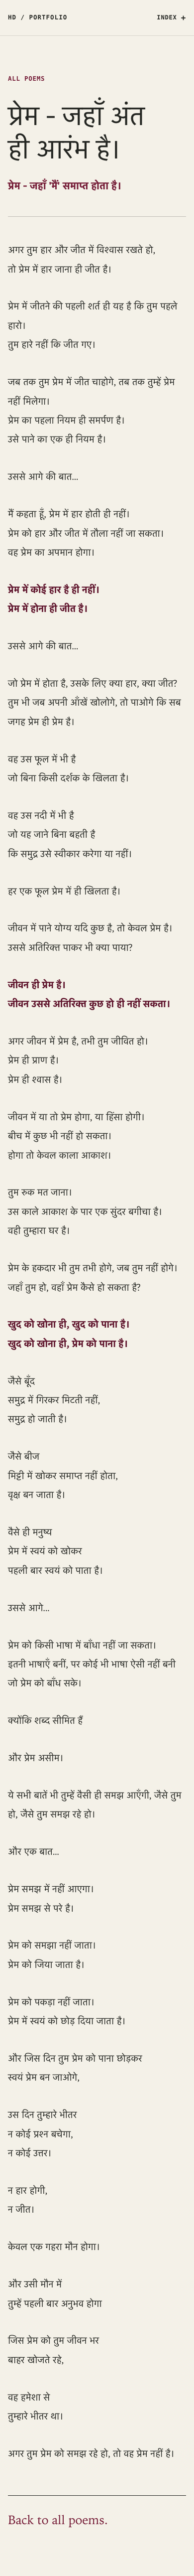 HD / PORTFOLIO
INDEX +
ALL POEMS
प्रेम - जहाँ अंत
ही आरंभ है।
प्रेम - जहाँ 'मैं' समाप्त होता है।
अगर तुम हार और जीत में विश्वास रखते हो,
तो प्रेम में हार जाना ही जीत है।
प्रेम में जीतने की पहली शर्त ही यह है कि तुम पहले
हारो।
तुम हारे नहीं कि जीत गए।
जब तक तुम प्रेम में जीत चाहोगे, तब तक तुम्हें प्रेम
नहीं मिलेगा।
प्रेम का पहला नियम ही समर्पण है।
उसे पाने का एक ही नियम है।
उससे आगे की बात...
मैं कहता हूँ, प्रेम में हार होती ही नहीं।
प्रेम को हार और जीत में तौला नहीं जा सकता।
वह प्रेम का अपमान होगा।
प्रेम में कोई हार है ही नहीं।
प्रेम में होना ही जीत है।
उससे आगे की बात...
जो प्रेम में होता है, उसके लिए क्या हार, क्या जीत?
तुम भी जब अपनी आँखें खोलोगे, तो पाओगे कि सब
जगह प्रेम ही प्रेम है।
वह उस फूल में भी है
जो बिना किसी दर्शक के खिलता है।
वह उस नदी में भी है
जो यह जाने बिना बहती है
कि समुद्र उसे स्वीकार करेगा या नहीं।
हर एक फूल प्रेम में ही खिलता है।
जीवन में पाने योग्य यदि कुछ है, तो केवल प्रेम है।
उससे अतिरिक्त पाकर भी क्या पाया?
जीवन ही प्रेम है।
जीवन उससे अतिरिक्त कुछ हो ही नहीं सकता।
अगर जीवन में प्रेम है, तभी तुम जीवित हो।
प्रेम ही प्राण है।
प्रेम ही श्वास है।
जीवन में या तो प्रेम होगा, या हिंसा होगी।
बीच में कुछ भी नहीं हो सकता।
होगा तो केवल काला आकाश।
तुम रुक मत जाना।
उस काले आकाश के पार एक सुंदर बगीचा है।
वही तुम्हारा घर है।
प्रेम के हकदार भी तुम तभी होगे, जब तुम नहीं होगे।
जहाँ तुम हो, वहाँ प्रेम कैसे हो सकता है?
खुद को खोना ही, खुद को पाना है।
खुद को खोना ही, प्रेम को पाना है।
जैसे बूँद
समुद्र में गिरकर मिटती नहीं,
समुद्र हो जाती है।
जैसे बीज
मिट्टी में खोकर समाप्त नहीं होता,
वृक्ष बन जाता है।
वैसे ही मनुष्य
प्रेम में स्वयं को खोकर
पहली बार स्वयं को पाता है।
उससे आगे...
प्रेम को किसी भाषा में बाँधा नहीं जा सकता।
इतनी भाषाएँ बनीं, पर कोई भी भाषा ऐसी नहीं बनी
जो प्रेम को बाँध सके।
क्योंकि शब्द सीमित हैं
और प्रेम असीम।
ये सभी बातें भी तुम्हें वैसी ही समझ आएँगी, जैसे तुम
हो, जैसे तुम समझ रहे हो।
और एक बात...
प्रेम समझ में नहीं आएगा।
प्रेम समझ से परे है।
प्रेम को समझा नहीं जाता।
प्रेम को जिया जाता है।
प्रेम को पकड़ा नहीं जाता।
प्रेम में स्वयं को छोड़ दिया जाता है।
और जिस दिन तुम प्रेम को पाना छोड़कर
स्वयं प्रेम बन जाओगे,
उस दिन तुम्हारे भीतर
न कोई प्रश्न बचेगा,
न कोई उत्तर।
न हार होगी,
न जीत।
केवल एक गहरा मौन होगा।
और उसी मौन में
तुम्हें पहली बार अनुभव होगा
जिस प्रेम को तुम जीवन भर
बाहर खोजते रहे,
वह हमेशा से
तुम्हारे भीतर था।
अगर तुम प्रेम को समझ रहे हो, तो वह प्रेम नहीं है।
Back to all poems.